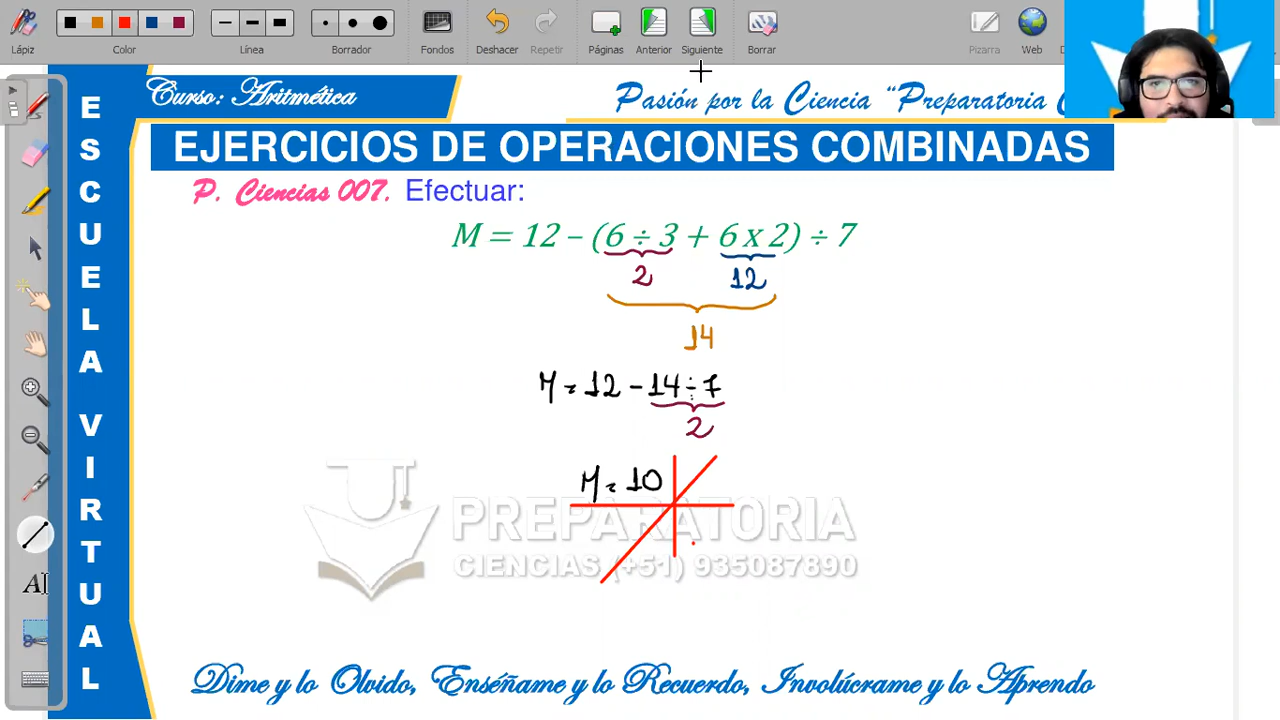 Lápiz
Color
Línea
Borrador
Fondos
Deshacer
Repetir
Páginas
Anterior
Siguiente
Borrar
Pizarra
Web
Curso: Aritmética
Pasión por la Ciencia “Preparatoria C
ESCUELA VIRTUAL
EJERCICIOS DE OPERACIONES COMBINADAS
P. Ciencias 007. Efectuar:
M = 12 – (6 ÷ 3 + 6 x 2) ÷ 7
2 12
14
M = 12 - 14 ÷ 7
2
M = 10
PREPARATORIA
CIENCIAS (+51) 935087890
AI
Dime y lo Olvido, Enséñame y lo Recuerdo, Involúcrame y lo Aprendo